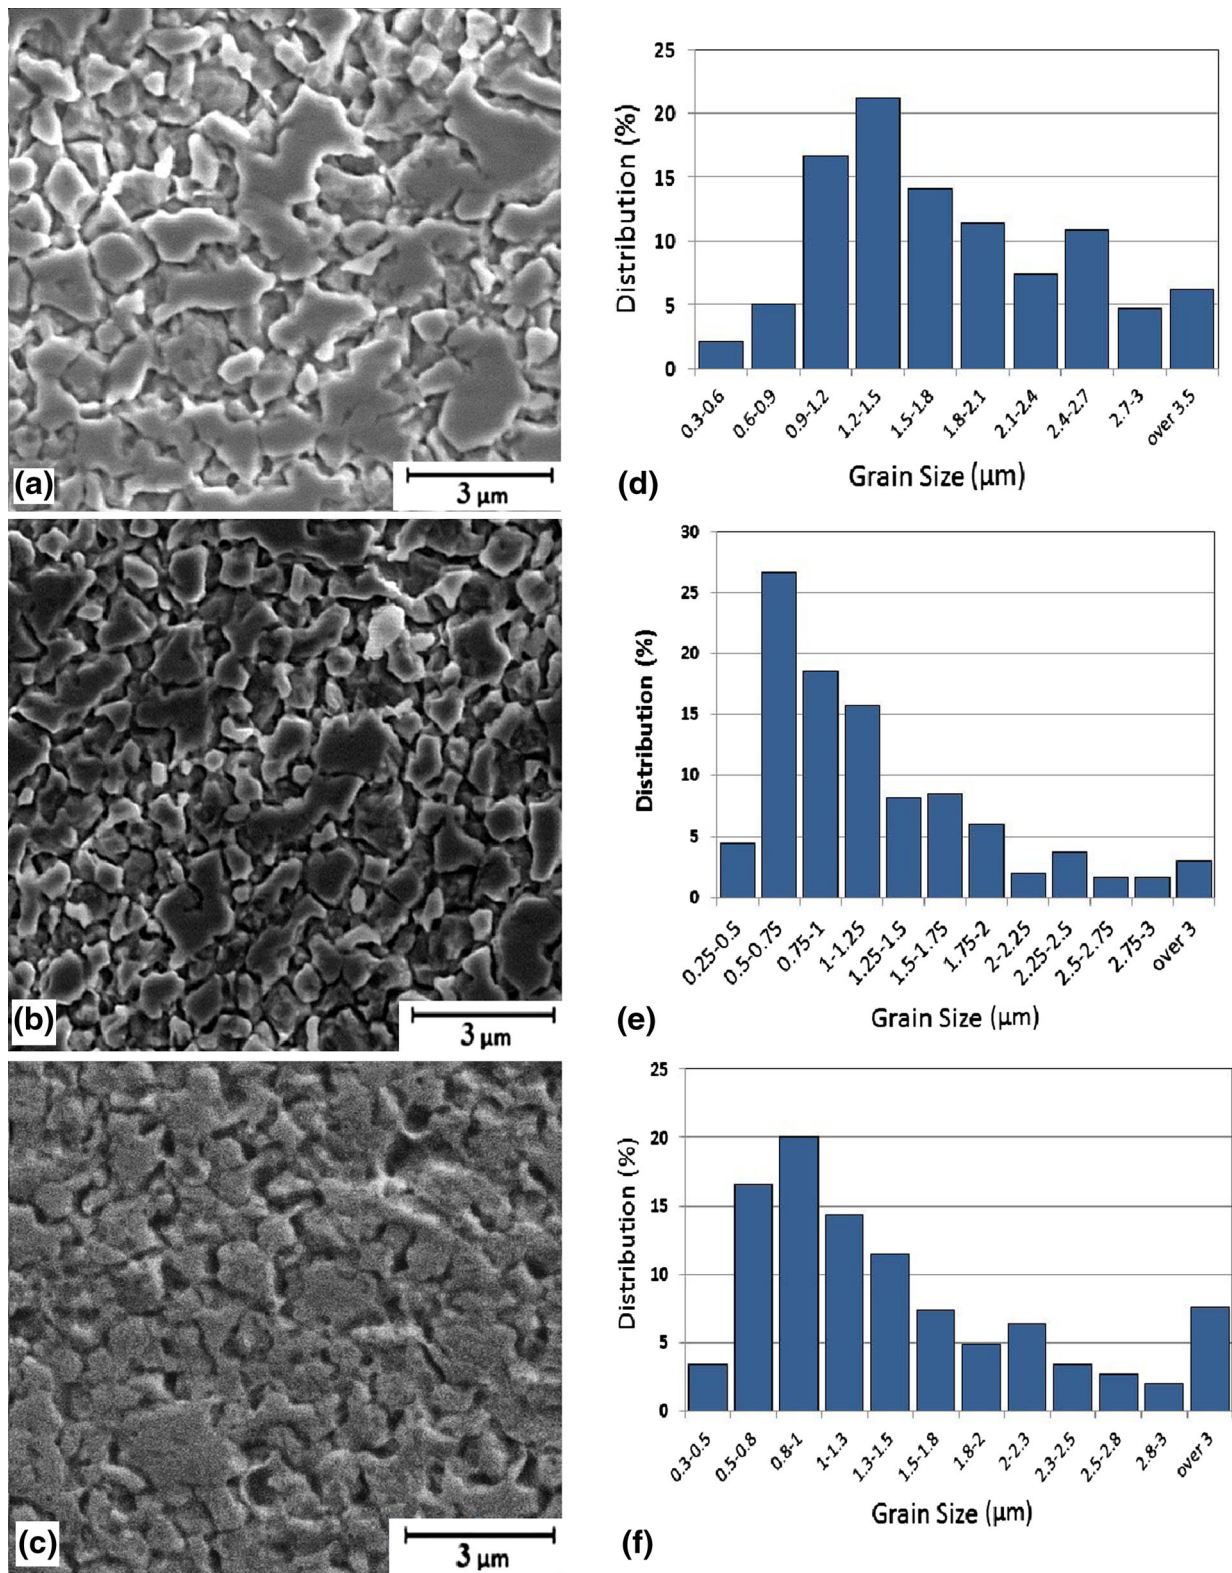 (a)
3 μm
25
20
15
10
5
0
Distribution (%)
0.3-0.6
0.6-0.9
0.9-1.2
1.2-1.5
1.5-1.8
1.8-2.1
2.1-2.4
2.4-2.7
2.7-3
over 3.5
Grain Size (μm)
(d)
(b)
3 μm
30
25
20
15
10
5
0
Distribution (%)
0.25-0.5
0.5-0.75
0.75-1
1-1.25
1.25-1.5
1.5-1.75
1.75-2
2-2.25
2.25-2.5
2.5-2.75
2.75-3
over 3
Grain Size (μm)
(e)
(c)
3 μm
25
20
15
10
5
0
Distribution (%)
0.3-0.5
0.5-0.8
0.8-1
1-1.3
1.3-1.5
1.5-1.8
1.8-2
2-2.3
2.3-2.5
2.5-2.8
2.8-3
over 3
Grain Size (μm)
(f)